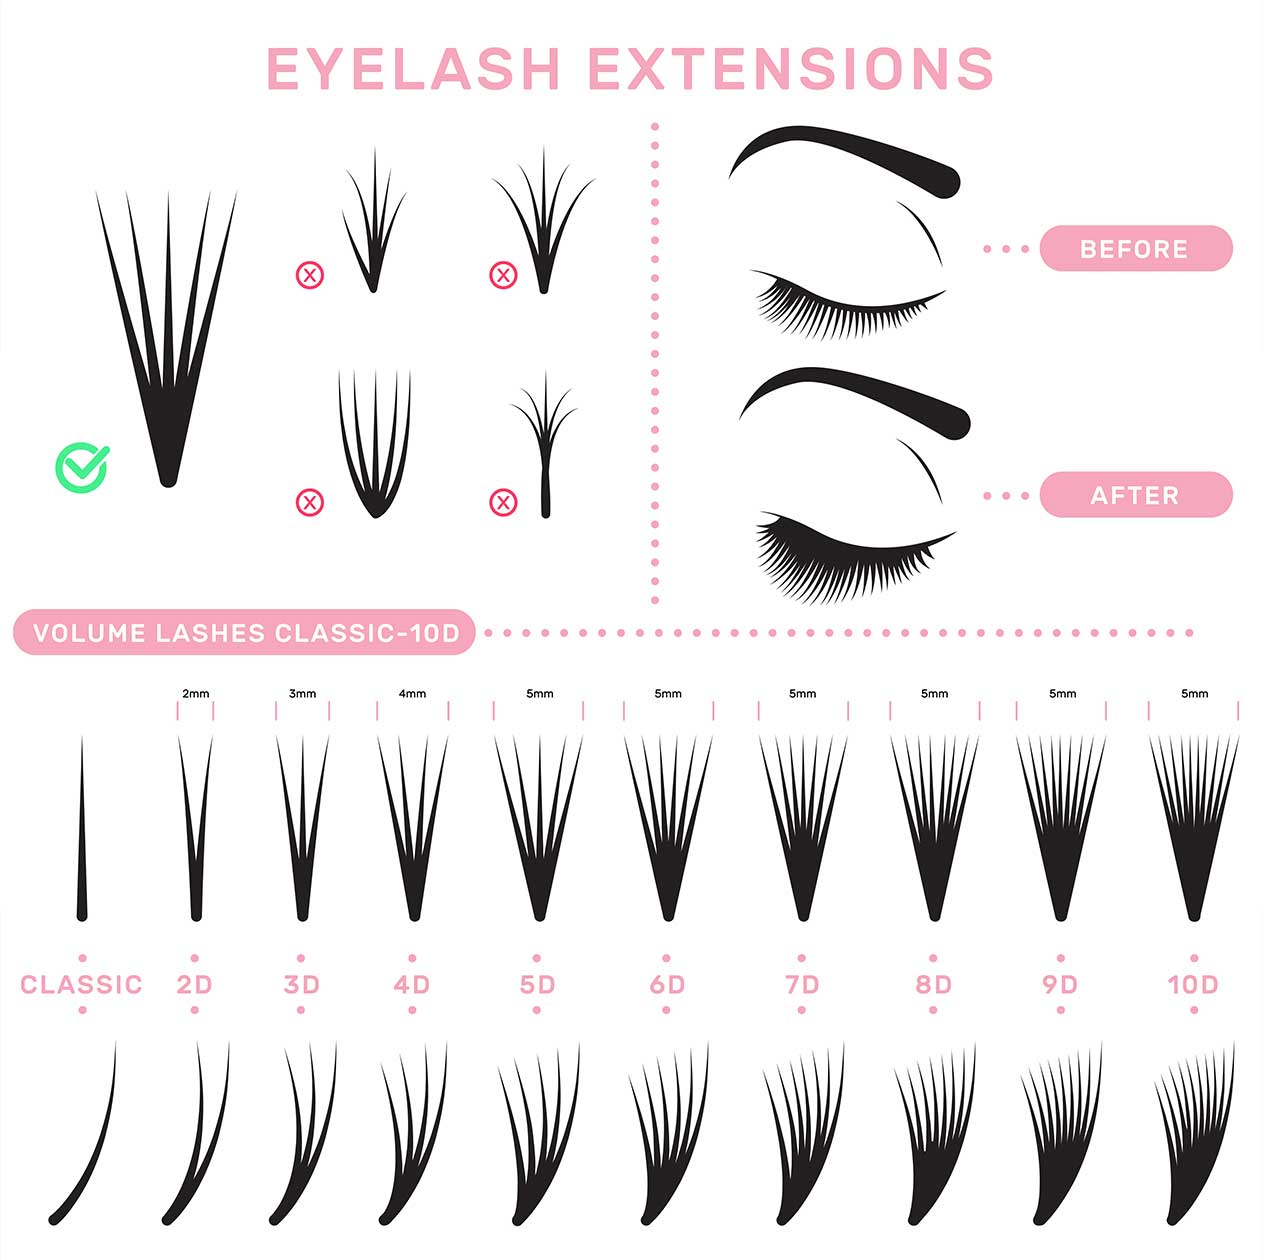 EYELASH EXTENSIONS
X
X
BEFORE
X
X
AFTER
VOLUME LASHES CLASSIC-10D
2mm 3mm 4mm 5mm 5mm 5mm 5mm 5mm 5mm
CLASSIC 2D 3D 4D 5D 6D 7D 8D 9D 10D